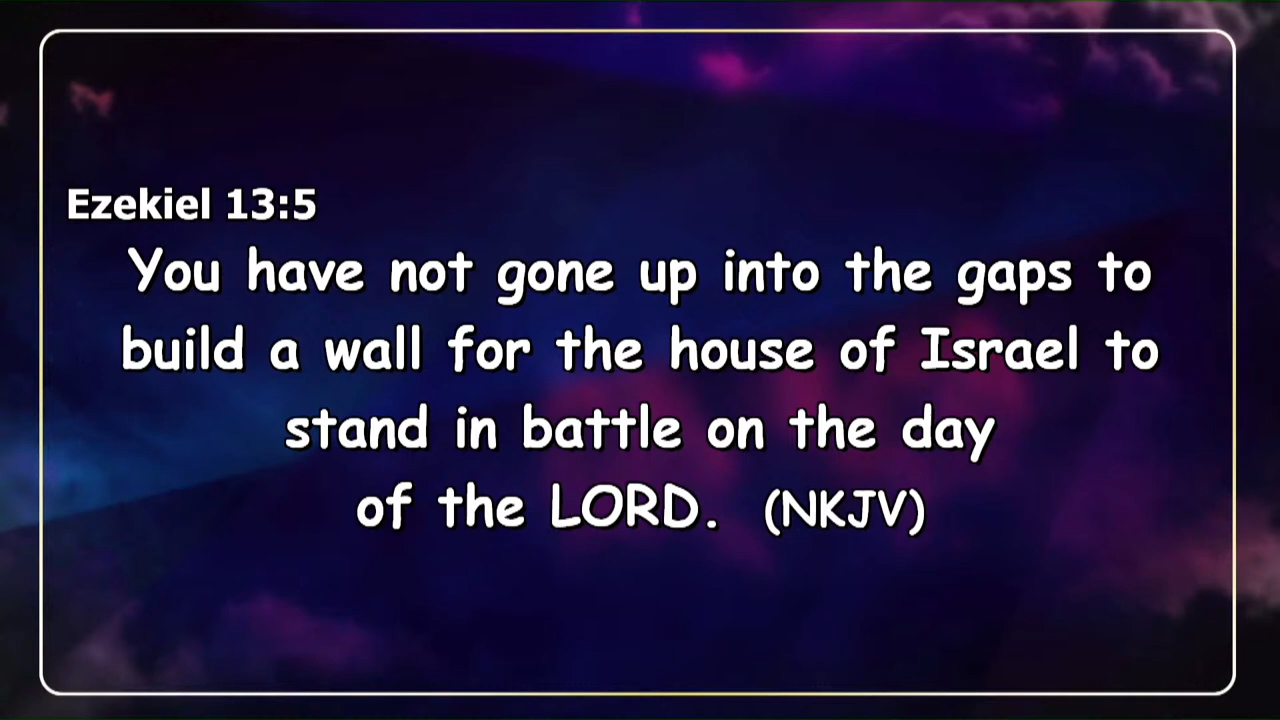 Ezekiel 13:5
You have not gone up into the gaps to
build a wall for the house of Israel to
stand in battle on the day
of the LORD. (NKJV)